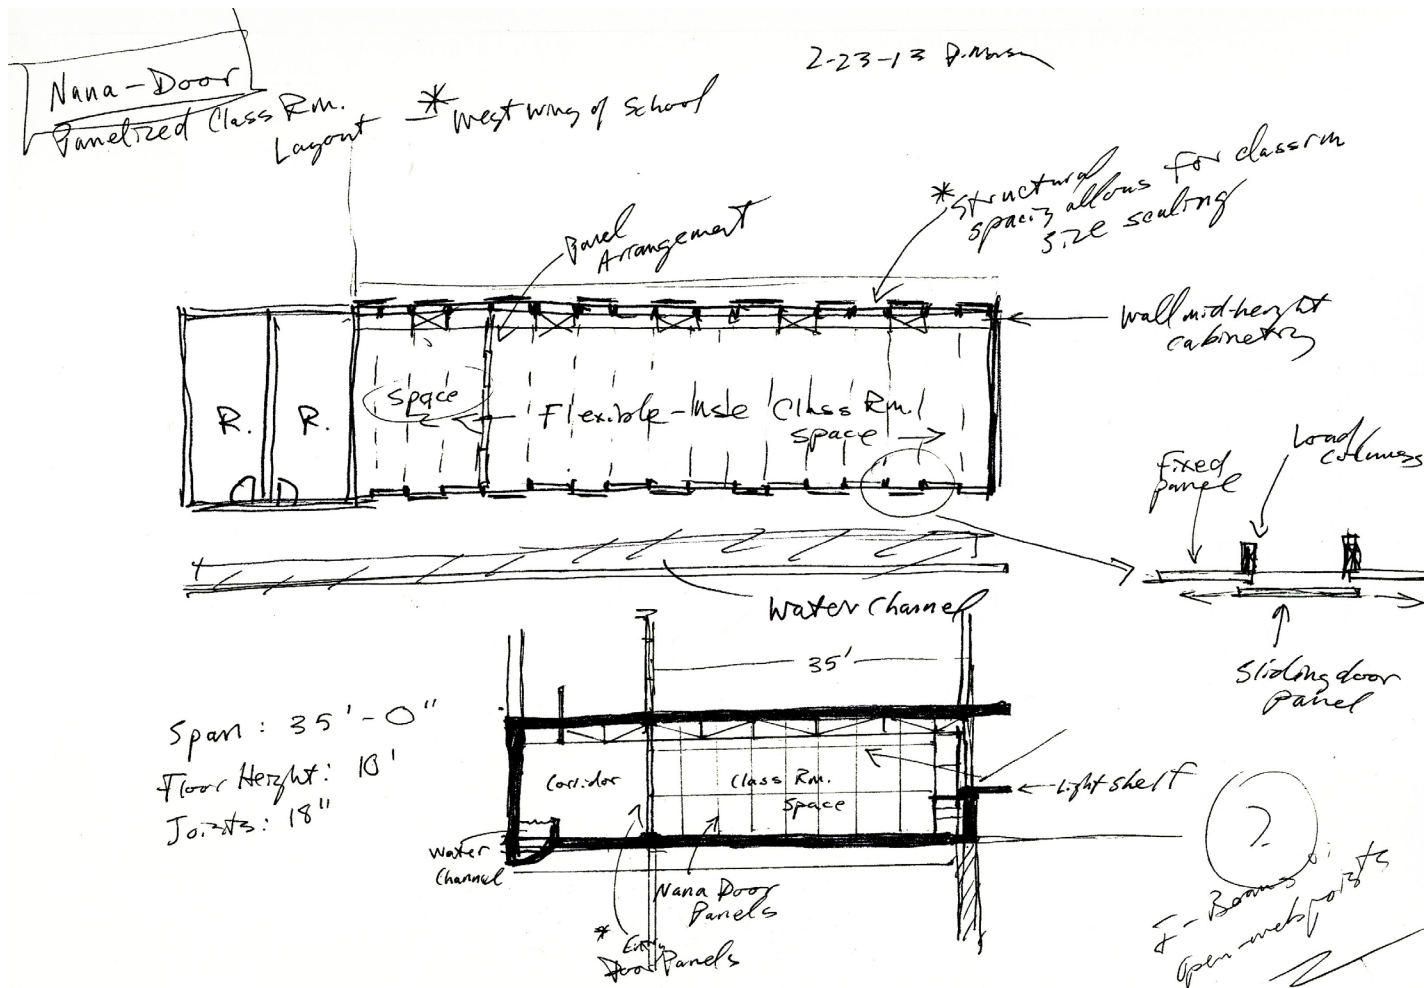 Nana-Door
Panelized Class Rm.
Layout
* West wing of School
2-23-13
* Structural
spacing allows for classrm
size scaling
Panel
Arrangement
Wall mid-height
cabinetry
R.
R.
Space
Flexible-Use Class Rm.
space
Fixed
panel
Load
columns
Sliding door
Panel
Water Channel
35'
Span: 35'-0"
Floor Height: 10'
Joists: 18"
Corridor
Class Rm.
Space
Light shelf
Water
Channel
Nana Door
Panels
* Entry
Door Panels
?
I-Beams or
open-web joists